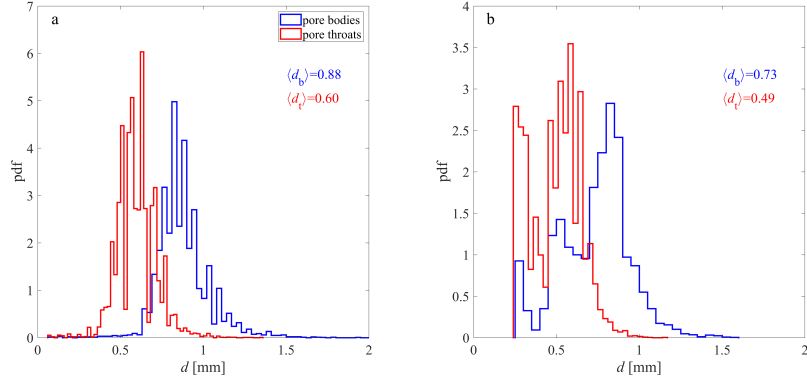 a
pore bodies
pore throats
⟨d_b⟩=0.88
⟨d_t⟩=0.60
7
6
5
4
3
2
1
0
pdf
0
0.5
1
1.5
2
d [mm]
b
⟨d_b⟩=0.73
⟨d_t⟩=0.49
4
3.5
3
2.5
2
1.5
1
0.5
0
pdf
0
0.5
1
1.5
2
d [mm]